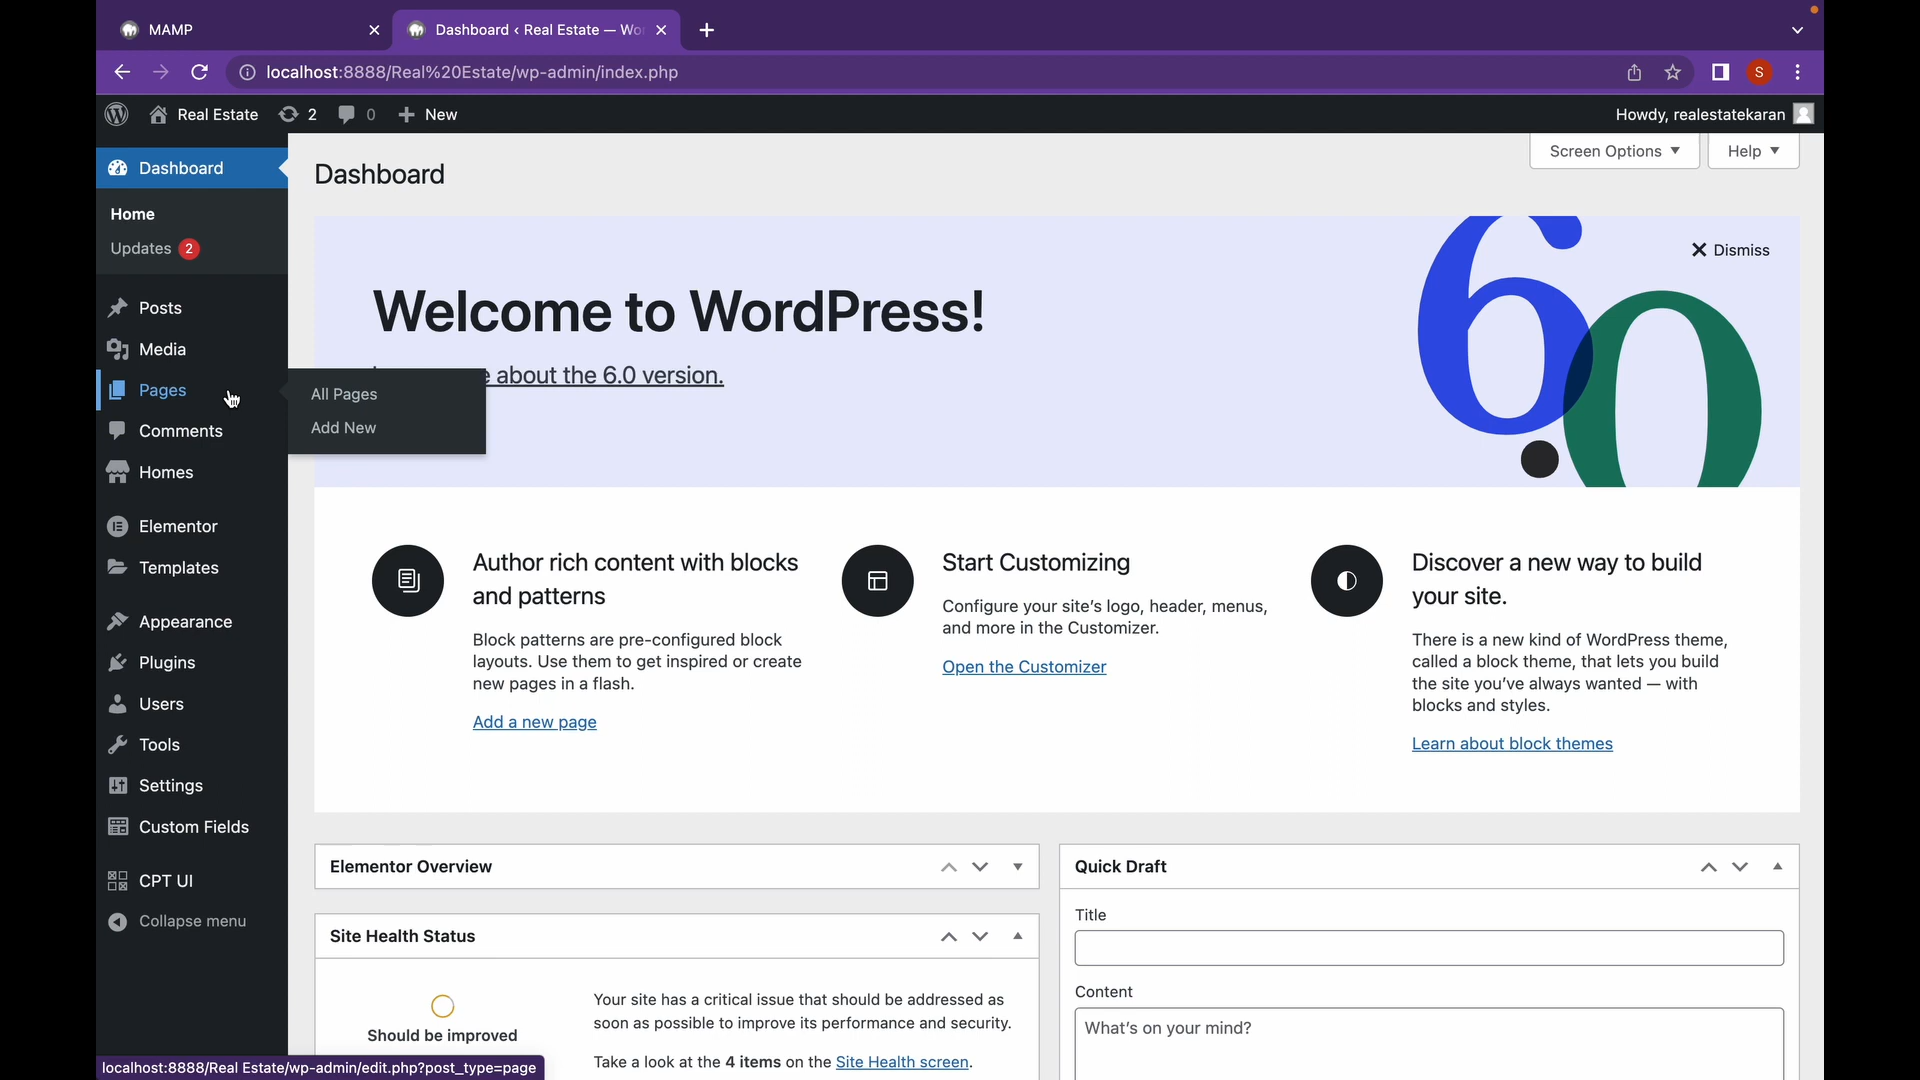 MAMP
Dashboard ‹ Real Estate — Wo
localhost:8888/Real%20Estate/wp-admin/index.php
S
Real Estate
2
0
New
Howdy, realestatekaran
Dashboard
Home
Updates 2
Posts
Media
Pages
Comments
Homes
Elementor
Templates
Appearance
Plugins
Users
Tools
Settings
Custom Fields
CPT UI
Collapse menu
All Pages
Add New
Dashboard
Screen Options
Help
Dismiss
Welcome to WordPress!
about the 6.0 version.
60
Author rich content with blocks
and patterns
Block patterns are pre-configured block
layouts. Use them to get inspired or create
new pages in a flash.
Add a new page
Start Customizing
Configure your site's logo, header, menus,
and more in the Customizer.
Open the Customizer
Discover a new way to build
your site.
There is a new kind of WordPress theme,
called a block theme, that lets you build
the site you've always wanted — with
blocks and styles.
Learn about block themes
Elementor Overview
Site Health Status
Should be improved
Your site has a critical issue that should be addressed as
soon as possible to improve its performance and security.
Take a look at the 4 items on the Site Health screen.
Quick Draft
Title
Content
What's on your mind?
localhost:8888/Real Estate/wp-admin/edit.php?post_type=page